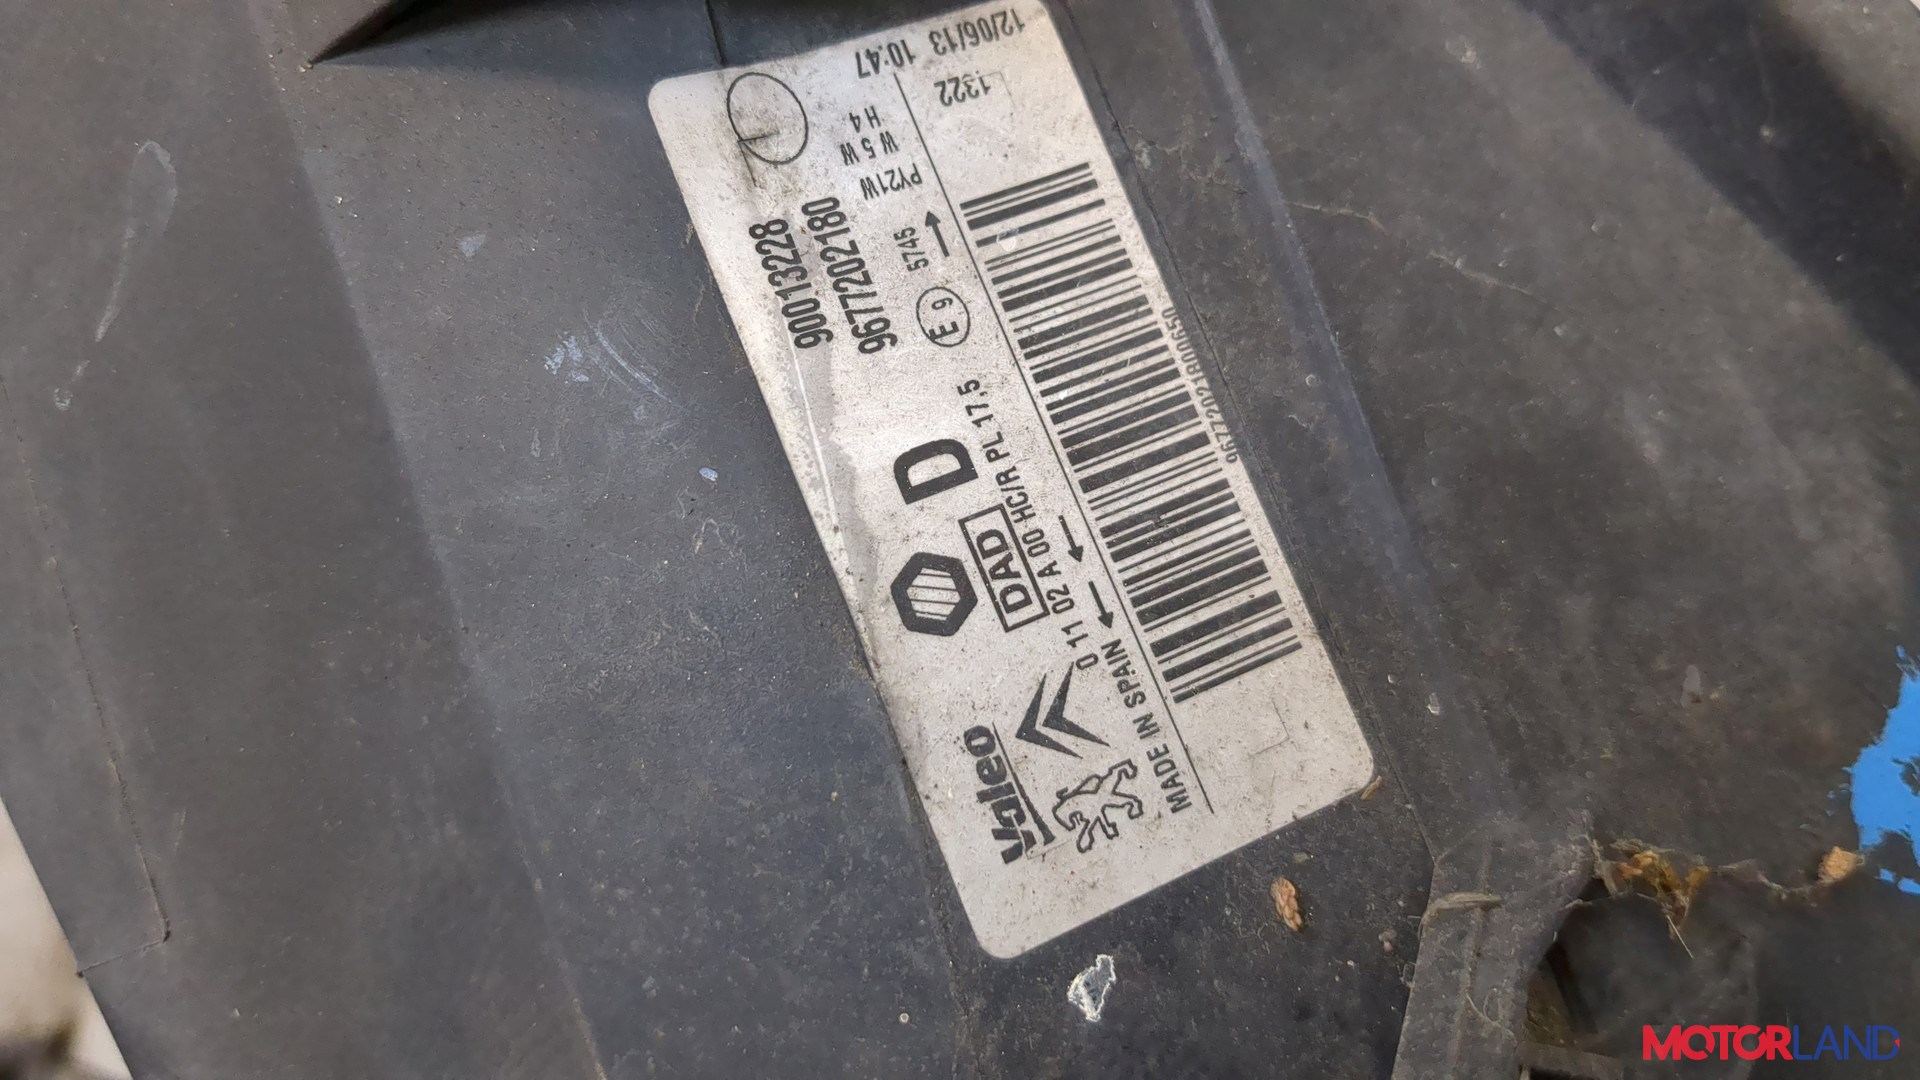 Valeo
D
90013228
9677202180
DAD
H4
W5W
PY21W
12/06/13 10:47
0 11 02 A 00 HC/R PL 17,5
E9
5745
MADE IN SPAIN
1322
96772021800650
MOTORLAND